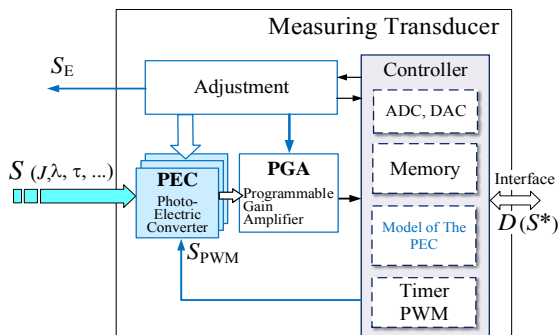 Measuring Transducer
S_E
Adjustment
Controller
ADC, DAC
S (J,λ, τ, ...)
PEC
Photo-
Electric
Converter
PGA
Programmable
Gain
Amplifier
Memory
Interface
D (S*)
Model of The
PEC
S_PWM
Timer
PWM